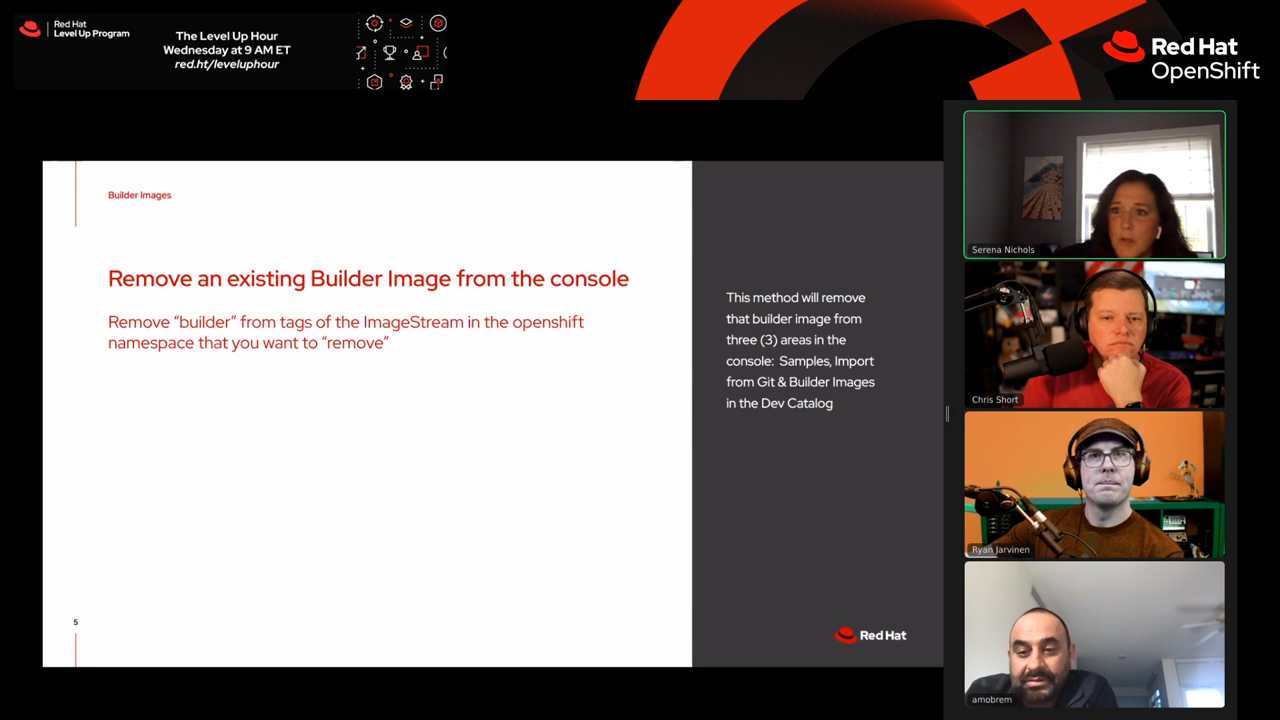 Red Hat
Level Up Program
The Level Up Hour
Wednesday at 9 AM ET
red.ht/leveluphour
Red Hat
OpenShift
Builder Images
Remove an existing Builder Image from the console
Remove “builder” from tags of the ImageStream in the openshift
namespace that you want to “remove”
This method will remove
that builder image from
three (3) areas in the
console: Samples, Import
from Git & Builder Images
in the Dev Catalog
5
Red Hat
Serena Nichols
Chris Short
Ryan Jarvinen
amobrem